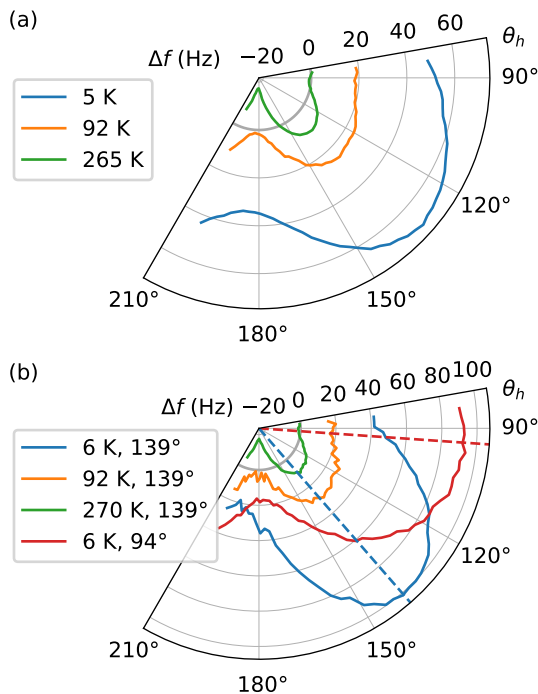 (a)
Δf (Hz) −20 0 20 40 60 θh
90°
120°
150°
180°
210°
5 K
92 K
265 K
(b)
Δf (Hz) −20 0 20 40 60 80 100 θh
90°
120°
150°
180°
210°
6 K, 139°
92 K, 139°
270 K, 139°
6 K, 94°